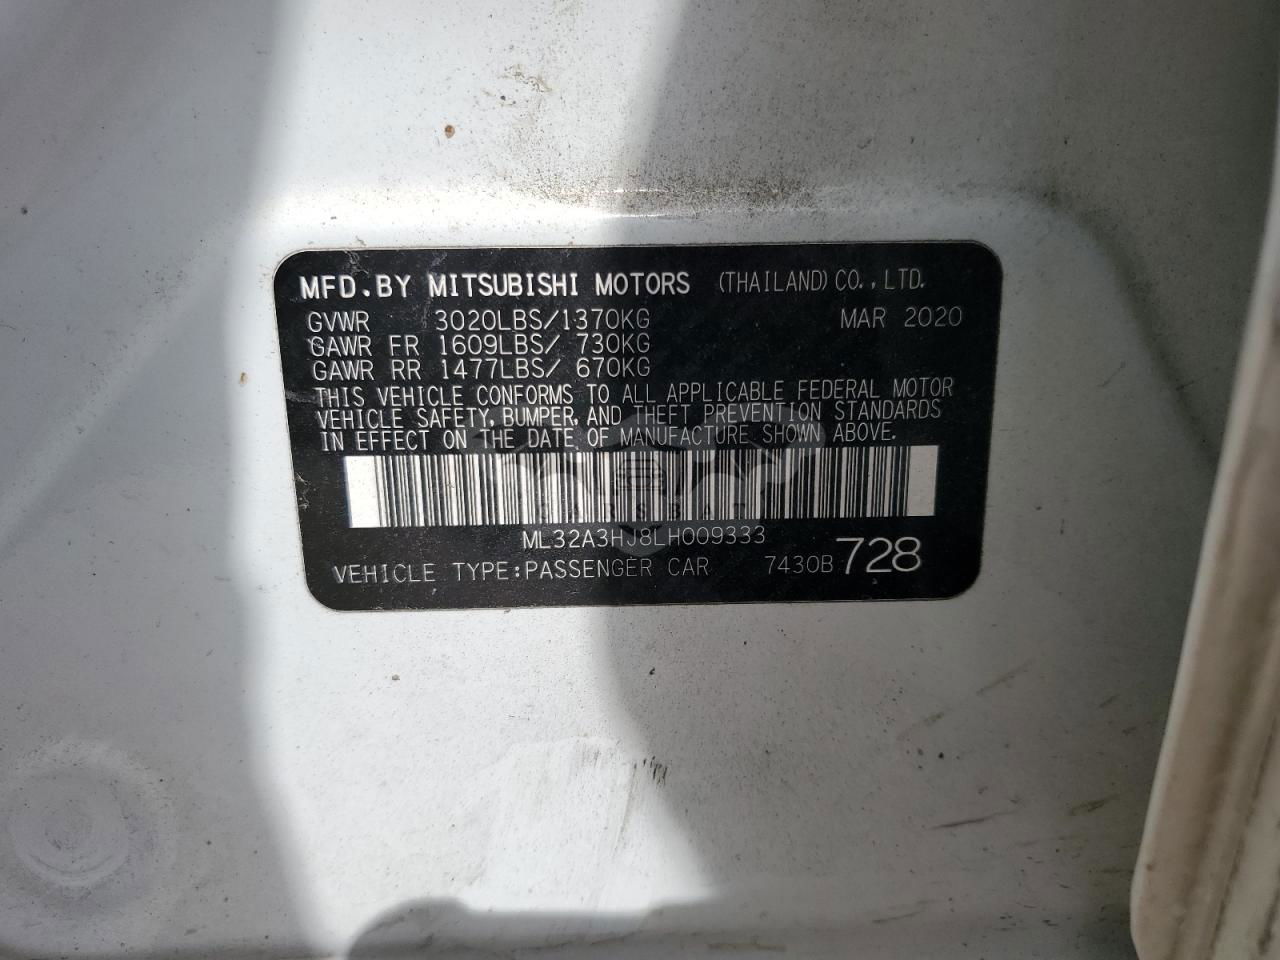 MFD.BY MITSUBISHI MOTORS (THAILAND) CO., LTD.
GVWR 3020LBS/1370KG MAR 2020
GAWR FR 1609LBS/ 730KG
GAWR RR 1477LBS/ 670KG
THIS VEHICLE CONFORMS TO ALL APPLICABLE FEDERAL MOTOR
VEHICLE SAFETY, BUMPER, AND THEFT PREVENTION STANDARDS
IN EFFECT ON THE DATE OF MANUFACTURE SHOWN ABOVE.
CARSBAT
ML32A3HJ8LH009333
VEHICLE TYPE:PASSENGER CAR 7430B 728